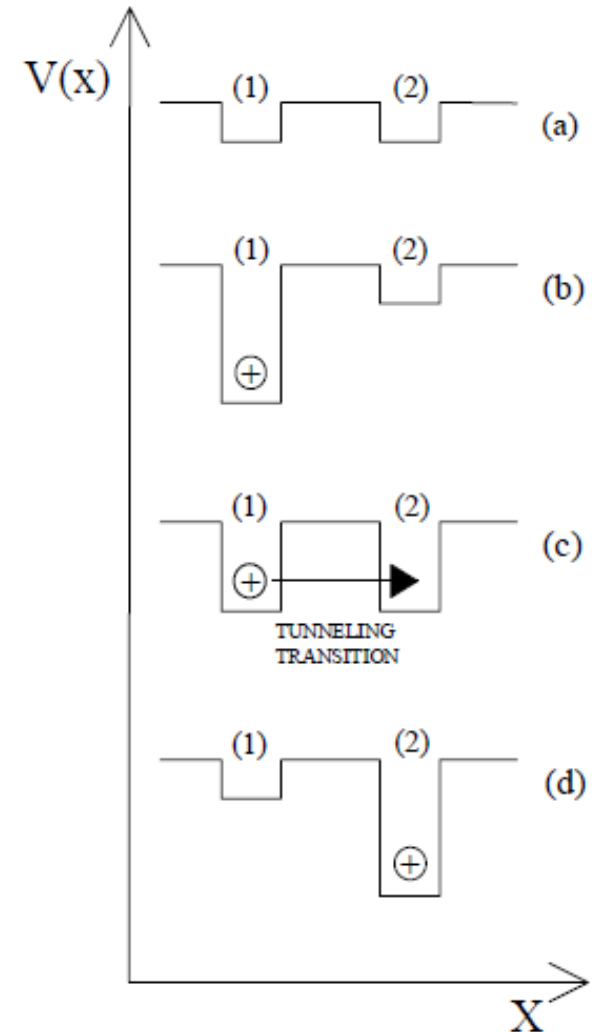 V(x)
(1) (2)
(a)
(1) (2)
(b)
+
(1) (2)
(c)
+
TUNNELING
TRANSITION
(1) (2)
(d)
+
X